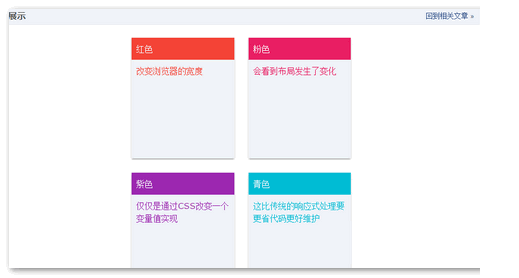 展示
回到相关文章 »
红色
粉色
改变浏览器的宽度
会看到布局发生了变化
紫色
青色
仅仅是通过CSS改变一个
变量值实现
这比传统的响应式处理要
更省代码更好维护